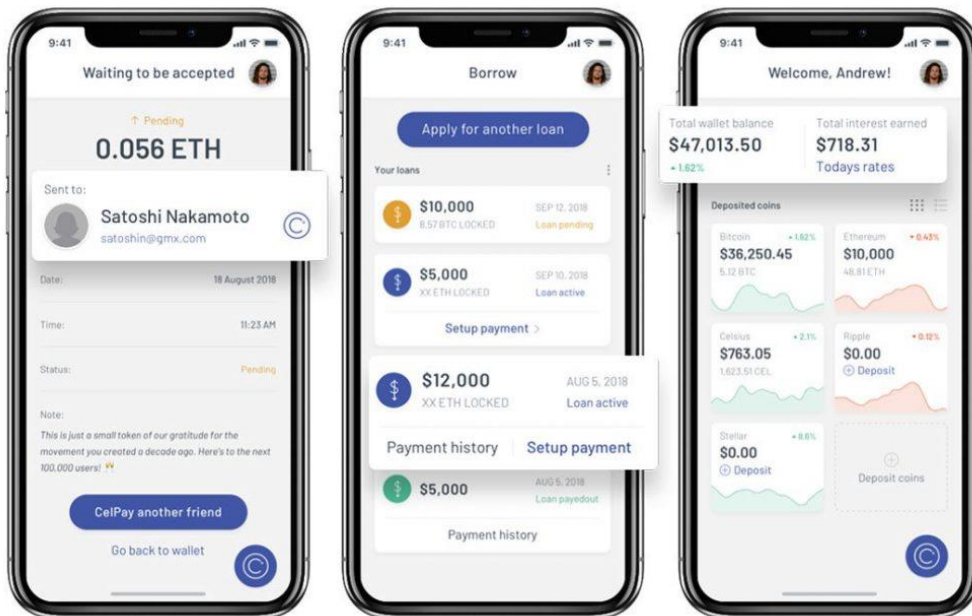 9:41
Waiting to be accepted
↑ Pending
0.056 ETH
Sent to:
Satoshi Nakamoto
satoshin@gmx.com
Date: 18 August 2018
Time: 11:23 AM
Status: Pending
Note:
This is just a small token of our gratitude for the
movement you created a decade ago. Here's to the next
100,000 users!
CelPay another friend
Go back to wallet
9:41
Borrow
Apply for another loan
Your loans
$10,000 SEP 12, 2018
8.57 BTC LOCKED Loan pending
$5,000 SEP 10, 2018
XX ETH LOCKED Loan active
Setup payment >
$12,000 AUG 5, 2018
XX ETH LOCKED Loan active
Payment history Setup payment
$5,000 AUG 5, 2018
Loan payedout
Payment history
9:41
Welcome, Andrew!
Total wallet balance Total interest earned
$47,013.50 $718.31
1.62% Todays rates
Deposited coins
Bitcoin 1.62% Ethereum 0.43%
$36,250.45 $10,000
5.12 BTC 48.81 ETH
Celsius 2.1% Ripple 0.12%
$763.05 $0.00
1,623.51 CEL Deposit
Stellar 0.6%
$0.00
Deposit Deposit coins